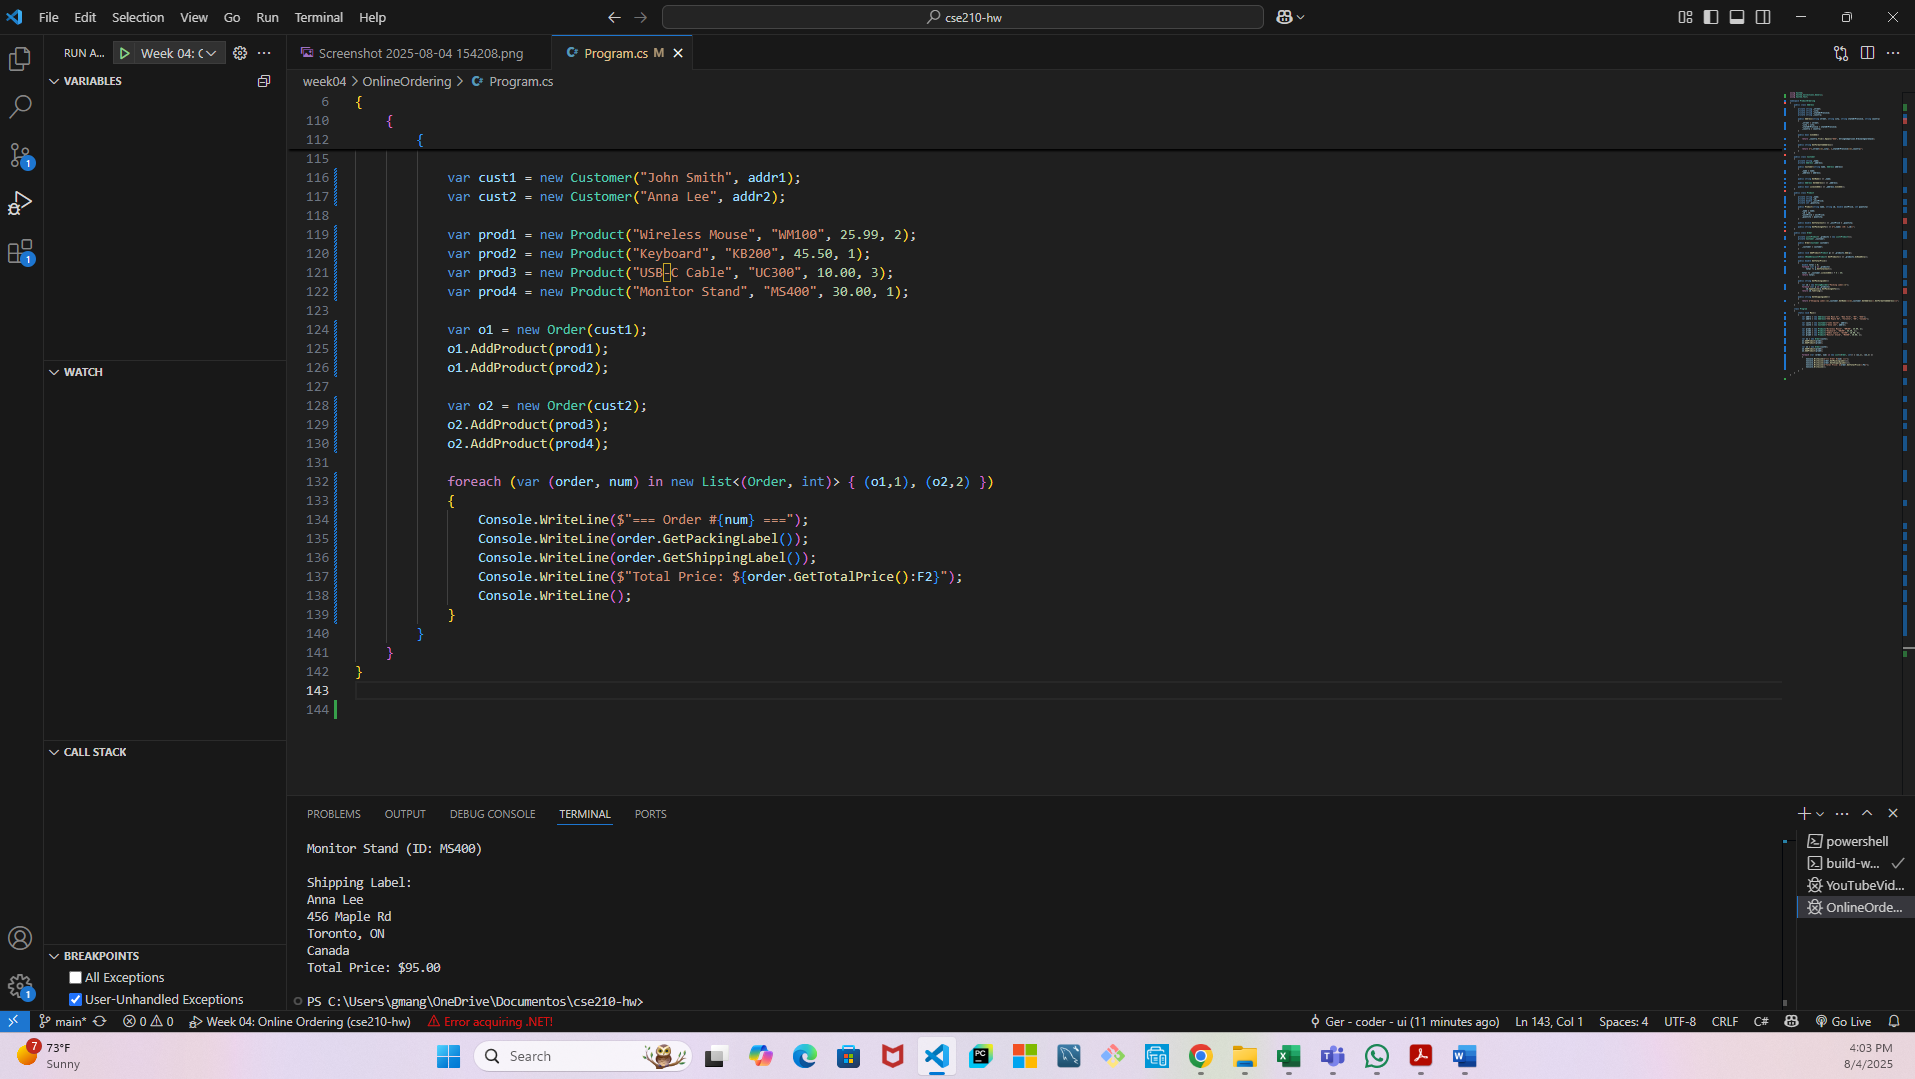 File Edit Selection View Go Run Terminal Help
cse210-hw
RUN A... Week 04: C
Screenshot 2025-08-04 154208.png
Program.cs M
VARIABLES
week04 > OnlineOrdering > Program.cs
6 {
110 {
112 {
115
116 var cust1 = new Customer("John Smith", addr1);
117 var cust2 = new Customer("Anna Lee", addr2);
118
119 var prod1 = new Product("Wireless Mouse", "WM100", 25.99, 2);
120 var prod2 = new Product("Keyboard", "KB200", 45.50, 1);
121 var prod3 = new Product("USB-C Cable", "UC300", 10.00, 3);
122 var prod4 = new Product("Monitor Stand", "MS400", 30.00, 1);
123
124 var o1 = new Order(cust1);
125 o1.AddProduct(prod1);
126 o1.AddProduct(prod2);
127
128 var o2 = new Order(cust2);
129 o2.AddProduct(prod3);
130 o2.AddProduct(prod4);
131
132 foreach (var (order, num) in new List<(Order, int)> { (o1,1), (o2,2) })
133 {
134 Console.WriteLine($"=== Order #{num} ===");
135 Console.WriteLine(order.GetPackingLabel());
136 Console.WriteLine(order.GetShippingLabel());
137 Console.WriteLine($"Total Price: ${order.GetTotalPrice():F2}");
138 Console.WriteLine();
139 }
140 }
141 }
142 }
143
144
WATCH
CALL STACK
BREAKPOINTS
All Exceptions
User-Unhandled Exceptions
1
1
1
PROBLEMS OUTPUT DEBUG CONSOLE TERMINAL PORTS
Monitor Stand (ID: MS400)
Shipping Label:
Anna Lee
456 Maple Rd
Toronto, ON
Canada
Total Price: $95.00
PS C:\Users\gmang\OneDrive\Documentos\cse210-hw>
powershell
build-w...
YouTubeVid...
OnlineOrde...
main* 0 0 Week 04: Online Ordering (cse210-hw) Error acquiring .NET!
Ger - coder - ui (11 minutes ago) Ln 143, Col 1 Spaces: 4 UTF-8 CRLF C# Go Live
7
73°F
Sunny
Search
PC
4:03 PM
8/4/2025